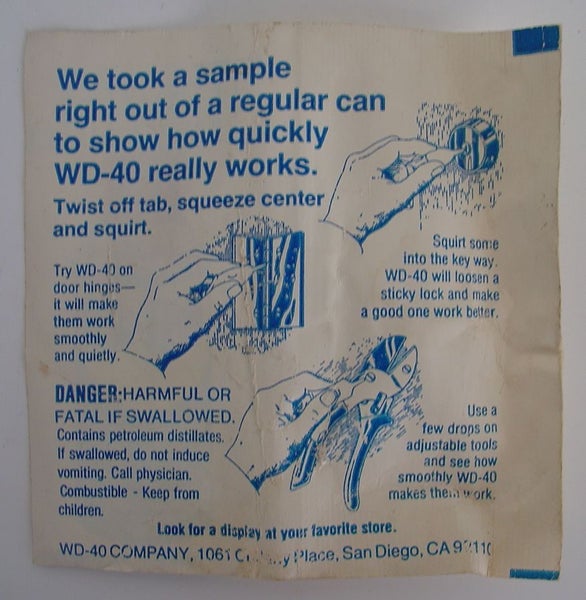 We took a sample
right out of a regular can
to show how quickly
WD-40 really works.
Twist off tab, squeeze center
and squirt.
Squirt some
into the key way.
WD-40 will loosen a
sticky lock and make
a good one work better.
Try WD-40 on
door hinges—
it will make
them work
smoothly
and quietly.
DANGER:HARMFUL OR
FATAL IF SWALLOWED.
Contains petroleum distillates.
If swallowed, do not induce
vomiting. Call physician.
Combustible - Keep from
children.
Use a
few drops on
adjustable tools
and see how
smoothly WD-40
makes them work.
Look for a display at your favorite store.
WD-40 COMPANY, 1061 Place, San Diego, CA 92110